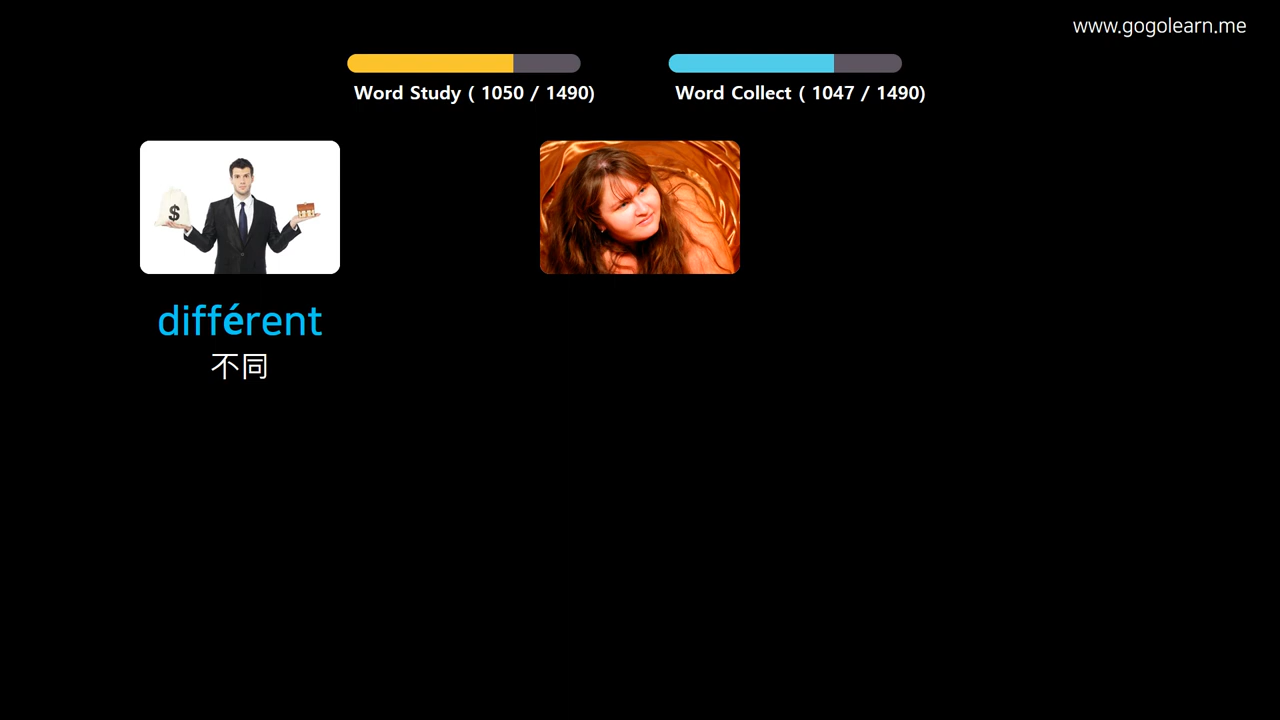 www.gogolearn.me
Word Study ( 1050 / 1490)
Word Collect ( 1047 / 1490)
$
différent
不同